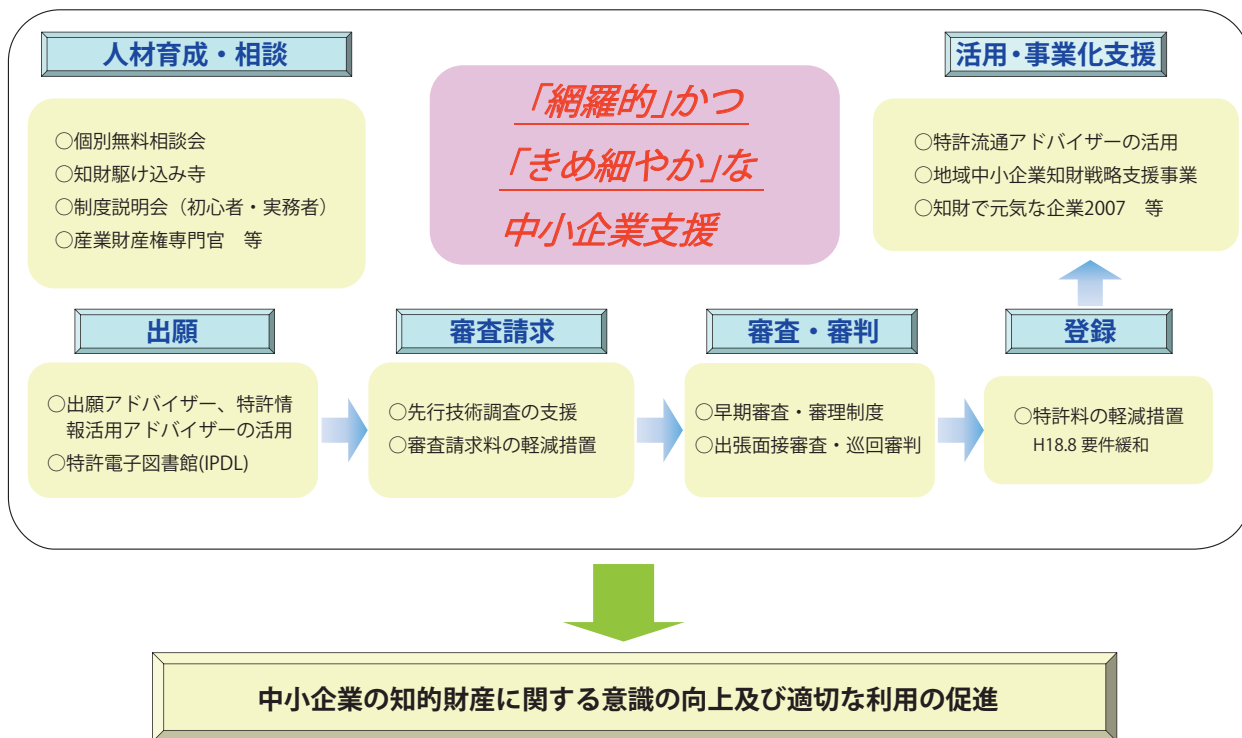 人材育成・相談
○個別無料相談会
○知財駆け込み寺
○制度説明会（初心者・実務者）
○産業財産権専門官　等
「網羅的」かつ
「きめ細やか」な
中小企業支援
活用・事業化支援
○特許流通アドバイザーの活用
○地域中小企業知財戦略支援事業
○知財で元気な企業2007　等
出願
○出願アドバイザー、特許情
報活用アドバイザーの活用
○特許電子図書館(IPDL)
審査請求
○先行技術調査の支援
○審査請求料の軽減措置
審査・審判
○早期審査・審理制度
○出張面接審査・巡回審判
登録
○特許料の軽減措置
H18.8 要件緩和
中小企業の知的財産に関する意識の向上及び適切な利用の促進